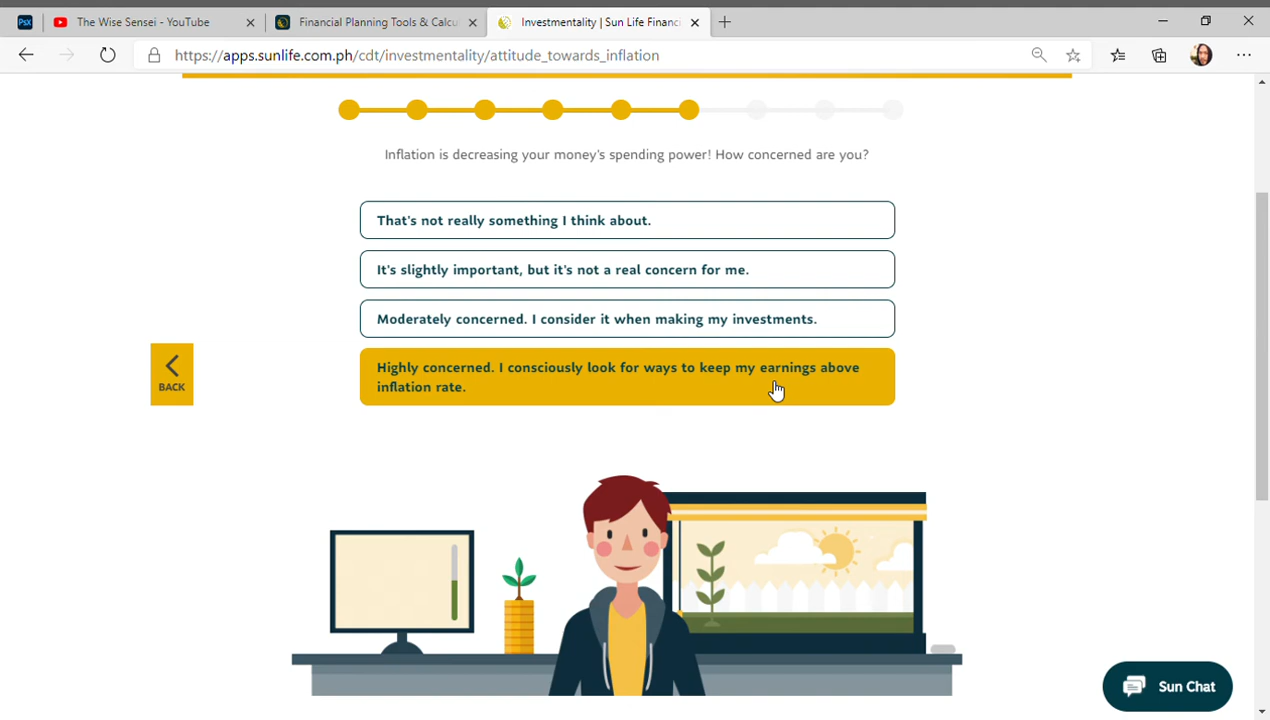 PsX
The Wise Sensei - YouTube
Financial Planning Tools & Calcu
Investmentality | Sun Life Financ
https://apps.sunlife.com.ph/cdt/investmentality/attitude_towards_inflation
Inflation is decreasing your money's spending power! How concerned are you?
That's not really something I think about.
It's slightly important, but it's not a real concern for me.
Moderately concerned. I consider it when making my investments.
Highly concerned. I consciously look for ways to keep my earnings above
inflation rate.
BACK
Sun Chat